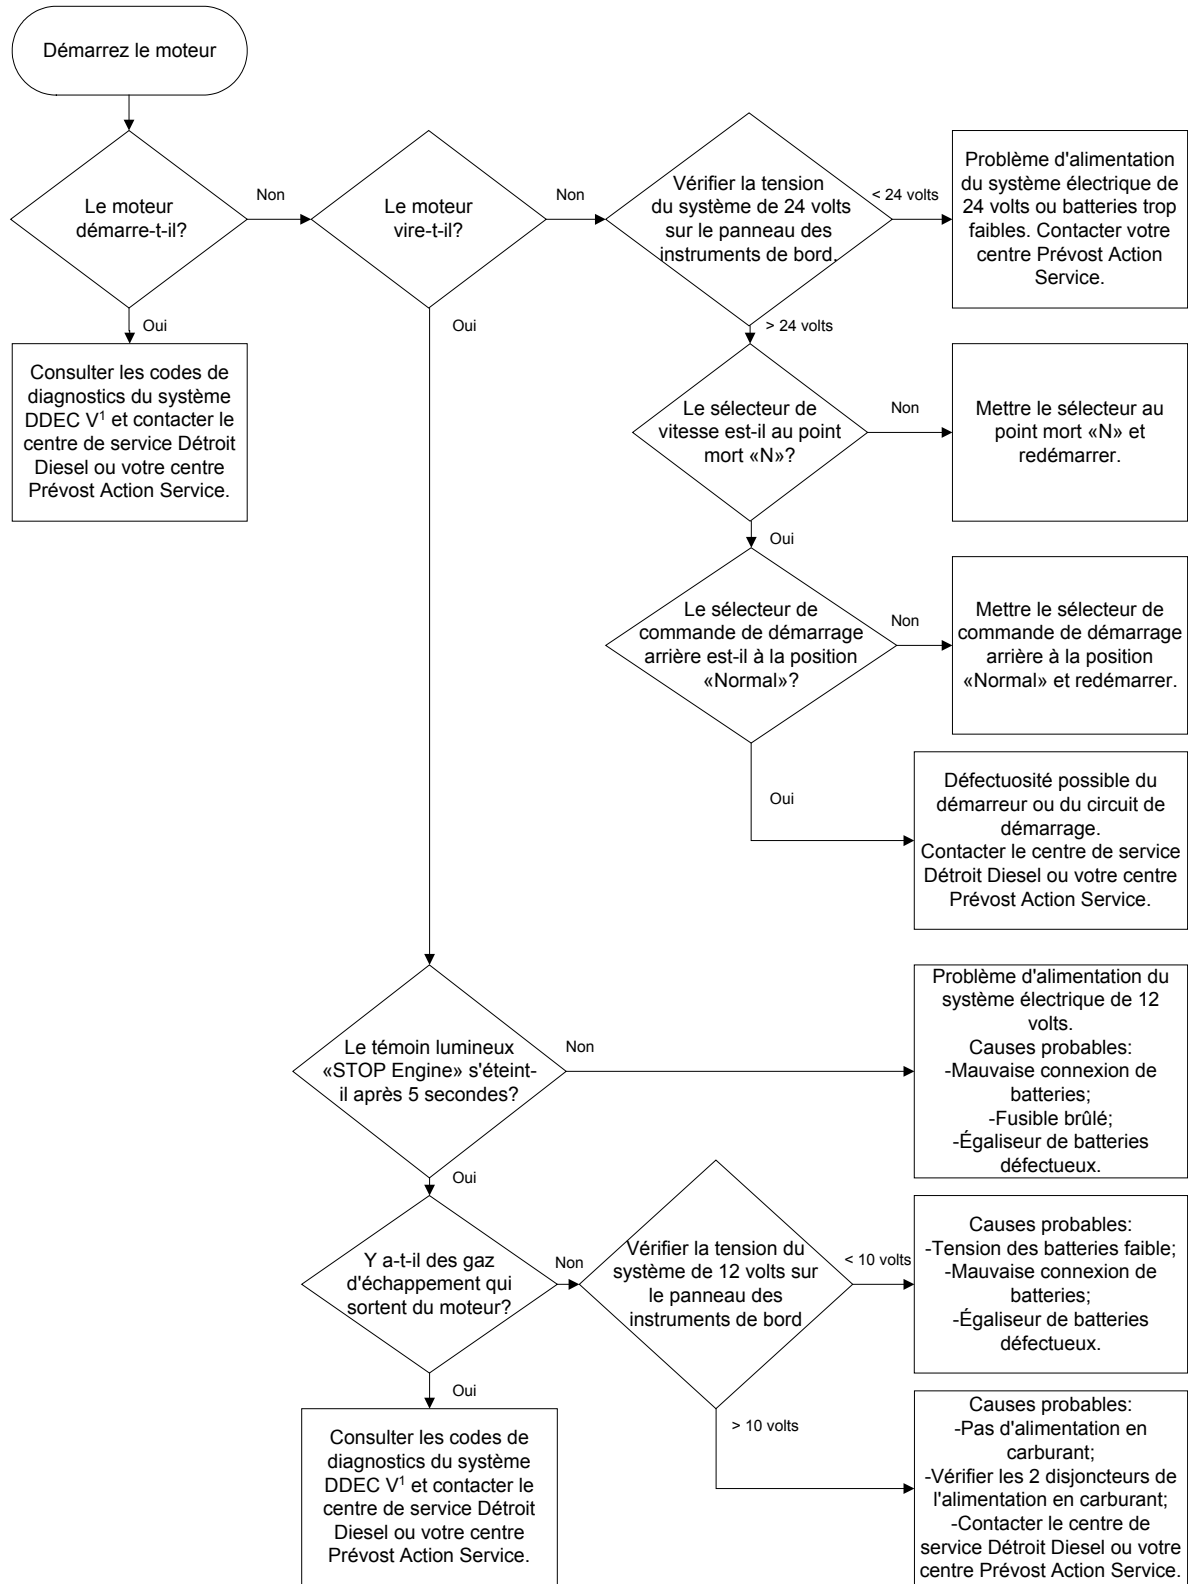 Démarrez le moteur
Le moteur
démarre-t-il?
Non
Oui
Consulter les codes de
diagnostics du système
DDEC V¹ et contacter le
centre de service Détroit
Diesel ou votre centre
Prévost Action Service.
Le moteur
vire-t-il?
Non
Oui
Vérifier la tension
du système de 24 volts
sur le panneau des
instruments de bord.
< 24 volts
> 24 volts
Problème d'alimentation
du système électrique de
24 volts ou batteries trop
faibles. Contacter votre
centre Prévost Action
Service.
Le sélecteur de
vitesse est-il au point
mort «N»?
Non
Oui
Mettre le sélecteur au
point mort «N» et
redémarrer.
Le sélecteur de
commande de démarrage
arrière est-il à la position
«Normal»?
Non
Oui
Mettre le sélecteur de
commande de démarrage
arrière à la position
«Normal» et redémarrer.
Défectuosité possible du
démarreur ou du circuit de
démarrage.
Contacter le centre de service
Détroit Diesel ou votre centre
Prévost Action Service.
Le témoin lumineux
«STOP Engine» s'éteint-
il après 5 secondes?
Non
Oui
Problème d'alimentation du
système électrique de 12
volts.
Causes probables:
-Mauvaise connexion de
batteries;
-Fusible brûlé;
-Égaliseur de batteries
défectueux.
Y a-t-il des gaz
d'échappement qui
sortent du moteur?
Non
Oui
Vérifier la tension du
système de 12 volts sur
le panneau des
instruments de bord
< 10 volts
> 10 volts
Causes probables:
-Tension des batteries faible;
-Mauvaise connexion de
batteries;
-Égaliseur de batteries
défectueux.
Consulter les codes de
diagnostics du système
DDEC V¹ et contacter le
centre de service Détroit
Diesel ou votre centre
Prévost Action Service.
Causes probables:
-Pas d'alimentation en
carburant;
-Vérifier les 2 disjoncteurs de
l'alimentation en carburant;
-Contacter le centre de
service Détroit Diesel ou votre
centre Prévost Action Service.